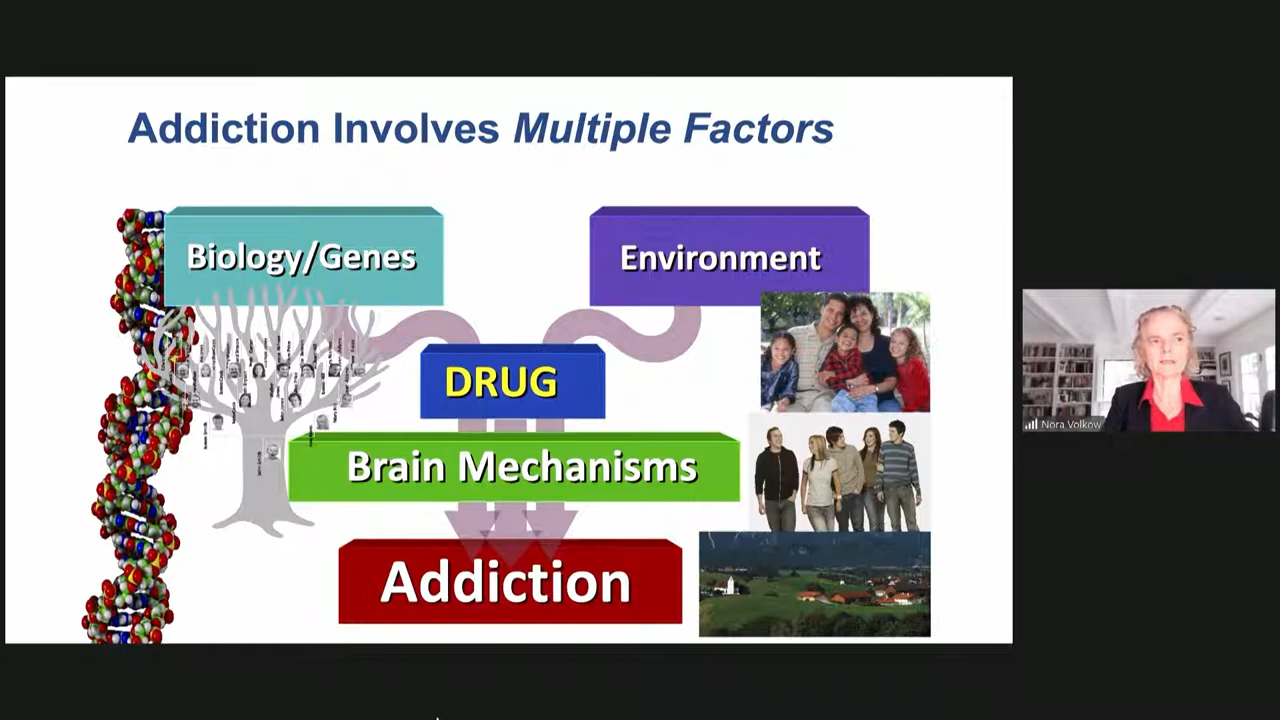 Addiction Involves Multiple Factors
Biology/Genes
Environment
DRUG
Brain Mechanisms
Addiction
Nora Volkow